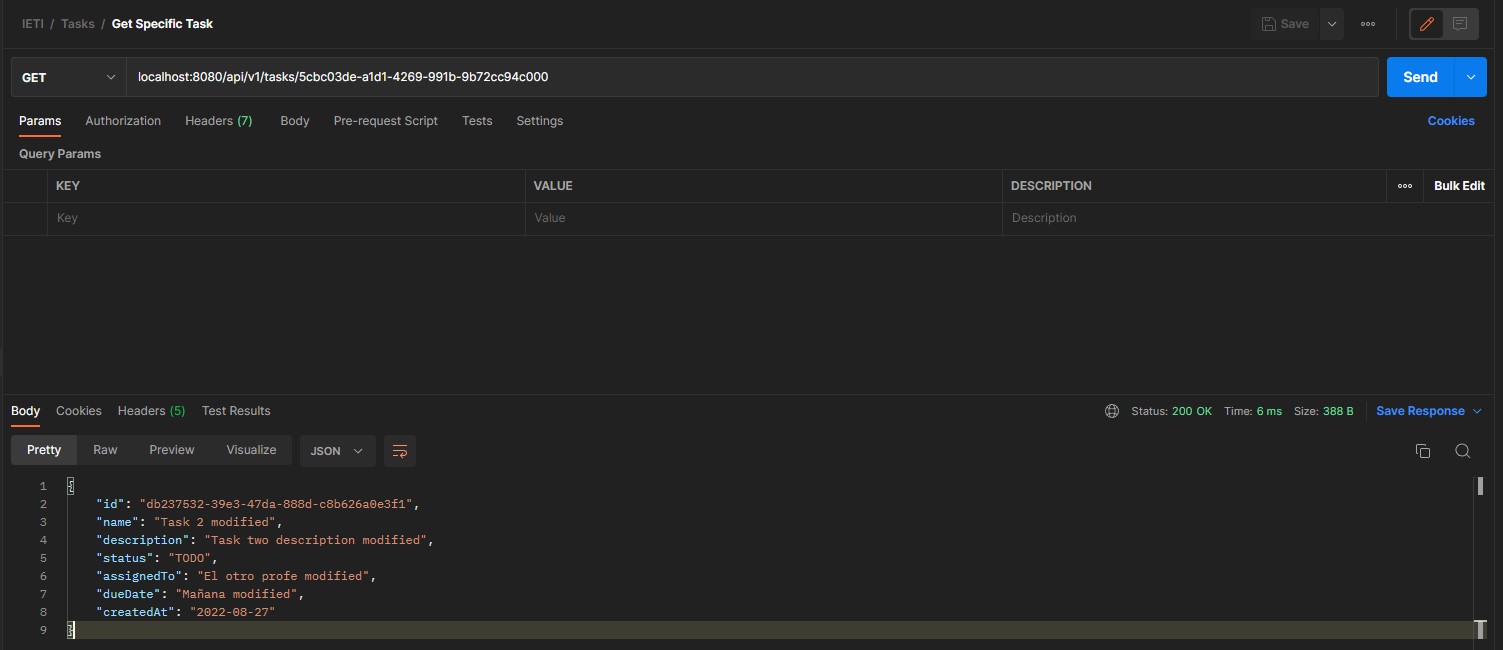 IETI / Tasks / Get Specific Task
Save
GET localhost:8080/api/v1/tasks/5cbc03de-a1d1-4269-991b-9b72cc94c000 Send
Params Authorization Headers (7) Body Pre-request Script Tests Settings Cookies
Query Params
KEY VALUE DESCRIPTION Bulk Edit
Key Value Description
Body Cookies Headers (5) Test Results Status: 200 OK Time: 6 ms Size: 388 B Save Response
Pretty Raw Preview Visualize JSON
1 {
2 "id": "db237532-39e3-47da-888d-c8b626a0e3f1",
3 "name": "Task 2 modified",
4 "description": "Task two description modified",
5 "status": "TODO",
6 "assignedTo": "El otro profe modified",
7 "dueDate": "Mañana modified",
8 "createdAt": "2022-08-27"
9 }